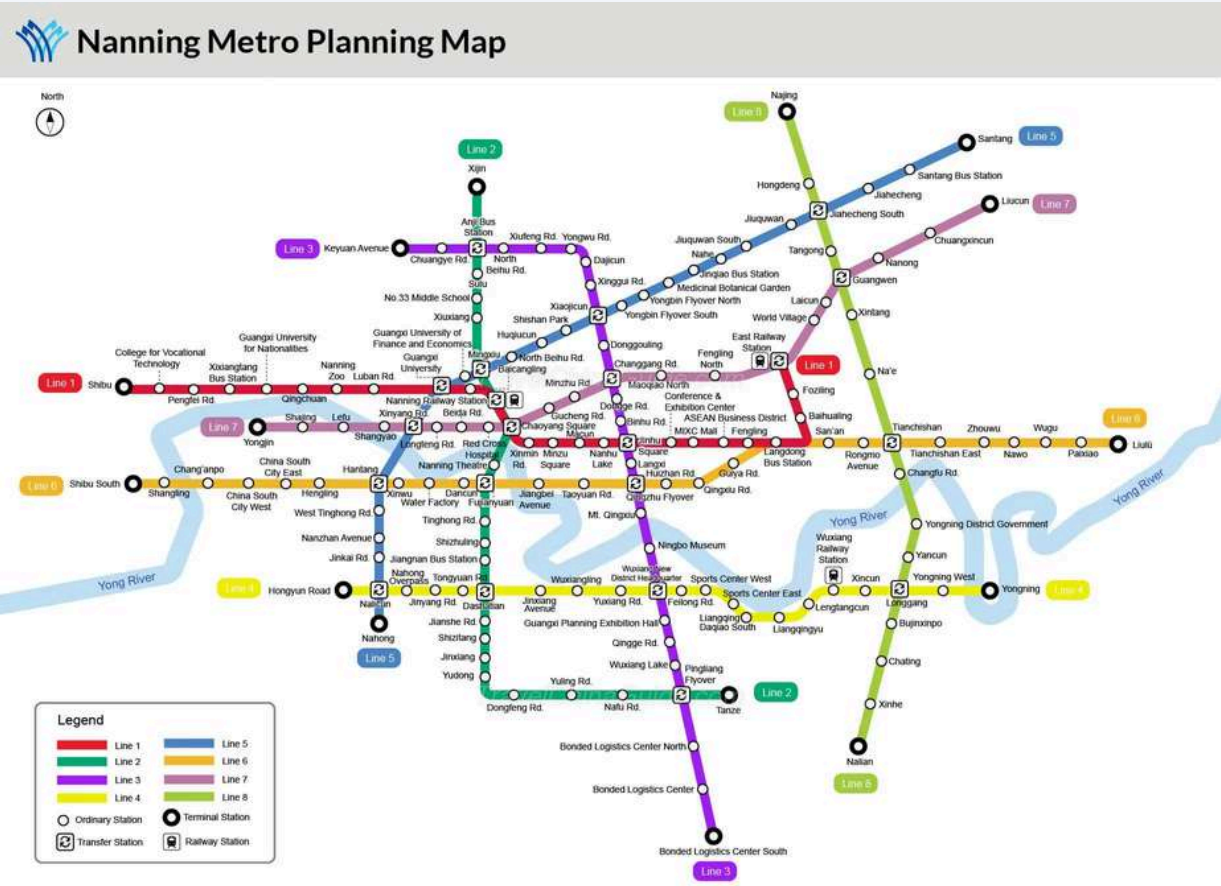 Nanning Metro Planning Map
North
Najing
Line 8
Santang
Line 5
Line 2
Xijin
Santang Bus Station
Hongdeng
Jiahecheng
Jiahecheng South
Liucun
Line 7
Jiuquwan
Anji Bus
Station
Xiufeng Rd.
Yongwu Rd.
Line 3
Keyuan Avenue
Chuangye Rd.
North
Beihu Rd.
Dajicun
Jiuquwan South
Nahe
Tangong
Chuangxincun
Nanong
Jinqiao Bus Station
Sulu
Xinggui Rd.
Guangwen
Medicinal Botanical Garden
No.33 Middle School
Yongbin Flyover North
Laicun
Xiuxiang
Xiaojicun
Shishan Park
Yongbin Flyover South
World Village
Xintang
Guangxi University of
Finance and Economics
Huqiucun
Guangxi University
for Nationalities
College for Vocational
Technology
Donggouling
East Railway
Station
Mingxiu
North Beihu Rd.
Guangxi
University
Baicangling
Xixiangtang
Bus Station
Nanning
Zoo
Luban Rd.
Changgang Rd.
Fengling
North
Line 1
Na'e
Line 1
Shibu
Pengfei Rd.
Qingchuan
Nanning Railway Station
Minzhu Rd.
Maoqiao North
Foziling
Conference &
Exhibition Center
Dongge Rd.
Xinyang Rd.
Beida Rd.
Gucheng Rd.
ASEAN Business District
Baihualing
Line 7
Shajing
Lefu
Chaoyang Square
Binhu Rd.
Line 6
Yongjin
Shangyao
Longteng Rd.
Red Cross
Hospital
Macun
MIXC Mall
Fengling
San'an
Tianchishan
Zhouwu
Wugu
Xinmin
Rd.
Minzu
Square
Nanhu
Lake
Jinhu
Square
Langdong
Bus Station
Rongmo
Avenue
Tianchishan East
Nawo
Paixiao
Liulü
Chang'anpo
China South
City East
Hantang
Nanning Theatre
Langxi
Huizhan Rd.
Guiya Rd.
Changfu Rd.
Line 6
Shibu South
Shangling
China South
City West
Hengling
Xinwu
Water Factory
Dancun
Fujianyuan
Jiangbei
Avenue
Taoyuan Rd.
Qingzhu Flyover
Qingxiu Rd.
Yong River
West Tinghong Rd.
Tinghong Rd.
Mt. Qingxiu
Yong River
Yongning District Government
Nanzhan Avenue
Shizhuling
Ningbo Museum
Wuxiang
Railway
Station
Jinkai Rd.
Jiangnan Bus Station
Yancun
Yong River
Nahong
Overpass
Tongyuan Rd.
Wuxiangling
Wuxiang New
District Headquarter
Sports Center West
Xincun
Yongning West
Line 4
Hongyun Road
Nalicun
Jinyang Rd.
Dashatian
Jinxiang
Avenue
Yuxiang Rd.
Feilong Rd.
Sports Center East
Lengtangcun
Longgang
Yongning
Line 4
Jianshe Rd.
Guangxi Planning Exhibition Hall
Liangqing
Daqiao South
Liangqingyu
Bujinxinpo
Nahong
Shizitang
Qingge Rd.
Line 5
Jinxiang
Wuxiang Lake
Pingliang
Flyover
Chating
Yudong
Yuling Rd.
Line 2
Dongfeng Rd.
Nafu Rd.
Tanze
Xinhe
Legend
Line 1
Line 2
Line 3
Line 4
Line 5
Line 6
Line 7
Line 8
Ordinary Station
Terminal Station
Transfer Station
Railway Station
Bonded Logistics Center North
Nalian
Line 8
Bonded Logistics Center
Bonded Logistics Center South
Line 3